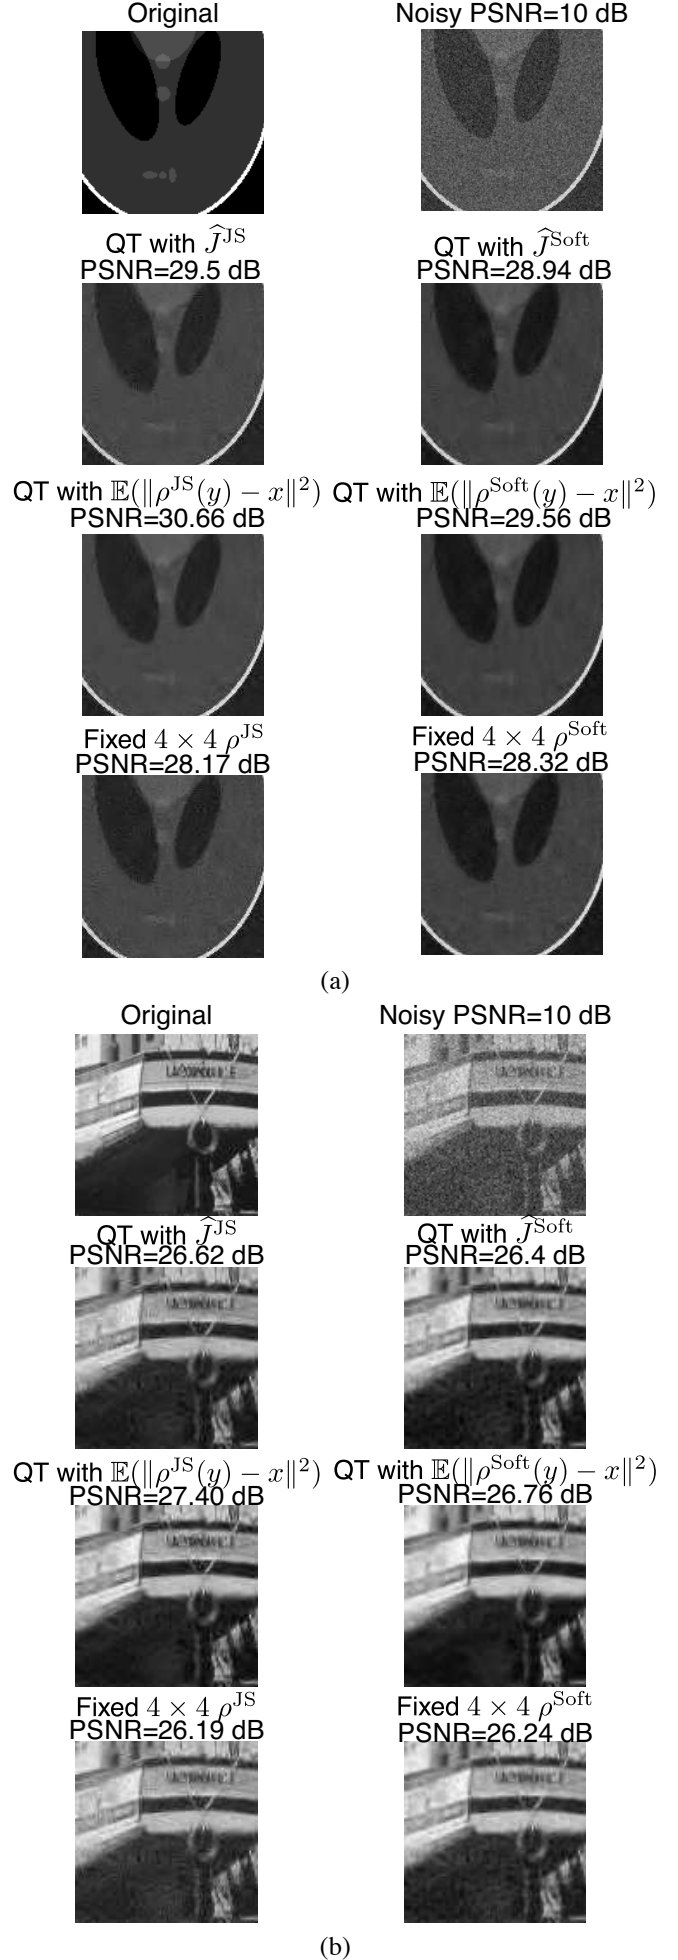 Original Noisy PSNR=10 dB
QT with $\widehat{J}^{\mathrm{JS}}$ QT with $\widehat{J}^{\mathrm{Soft}}$
PSNR=29.5 dB PSNR=28.94 dB
QT with $\mathbb{E}(\|\rho^{\mathrm{JS}}(y) - x\|^2)$ QT with $\mathbb{E}(\|\rho^{\mathrm{Soft}}(y) - x\|^2)$
PSNR=30.66 dB PSNR=29.56 dB
Fixed $4 \times 4$ $\rho^{\mathrm{JS}}$ Fixed $4 \times 4$ $\rho^{\mathrm{Soft}}$
PSNR=28.17 dB PSNR=28.32 dB
(a)
Original Noisy PSNR=10 dB
QT with $\widehat{J}^{\mathrm{JS}}$ QT with $\widehat{J}^{\mathrm{Soft}}$
PSNR=26.62 dB PSNR=26.4 dB
QT with $\mathbb{E}(\|\rho^{\mathrm{JS}}(y) - x\|^2)$ QT with $\mathbb{E}(\|\rho^{\mathrm{Soft}}(y) - x\|^2)$
PSNR=27.40 dB PSNR=26.76 dB
Fixed $4 \times 4$ $\rho^{\mathrm{JS}}$ Fixed $4 \times 4$ $\rho^{\mathrm{Soft}}$
PSNR=26.19 dB PSNR=26.24 dB
(b)